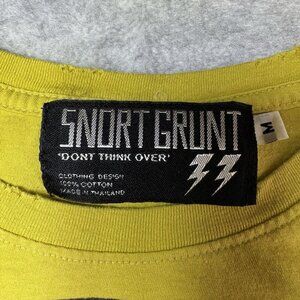 SNORT GRUNT
'DONT THINK OVER'
CLOTHING DESIGN
100% COTTON
MADE IN THAILAND
M